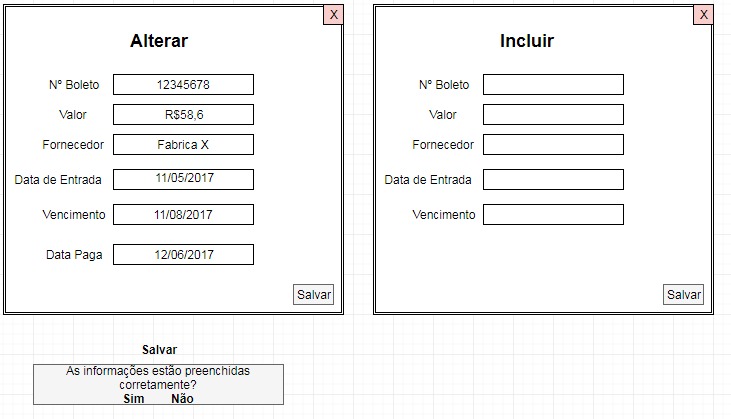 X
Alterar
Nº Boleto 12345678
Valor R$58,6
Fornecedor Fabrica X
Data de Entrada 11/05/2017
Vencimento 11/08/2017
Data Paga 12/06/2017
Salvar
X
Incluir
Nº Boleto
Valor
Fornecedor
Data de Entrada
Vencimento
Salvar
Salvar
As informações estão preenchidas
corretamente?
Sim Não